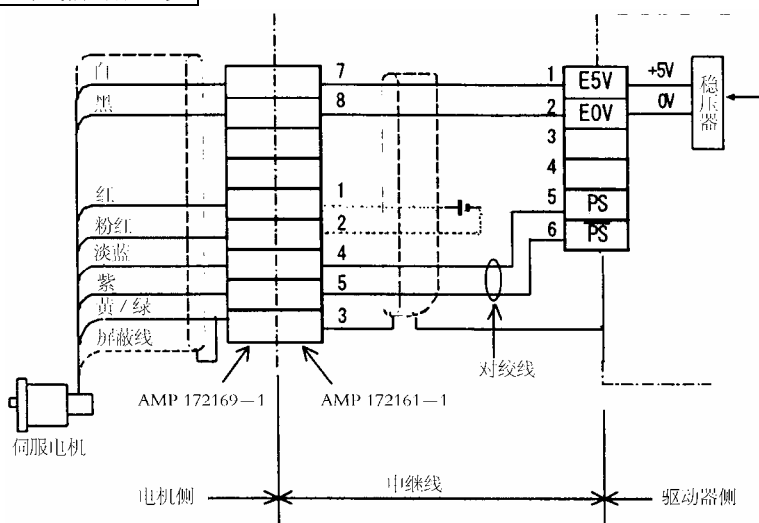 白
黑
红
粉红
淡蓝
紫
黄/绿
屏蔽线
伺服电机
7
8
1
2
4
5
3
AMP 172169—1
AMP 172161—1
对绞线
1 E5V +5V
2 E0V 0V
3
4
5 PS
6 P̅S̅
稳压器
电机侧
中继线
驱动器侧